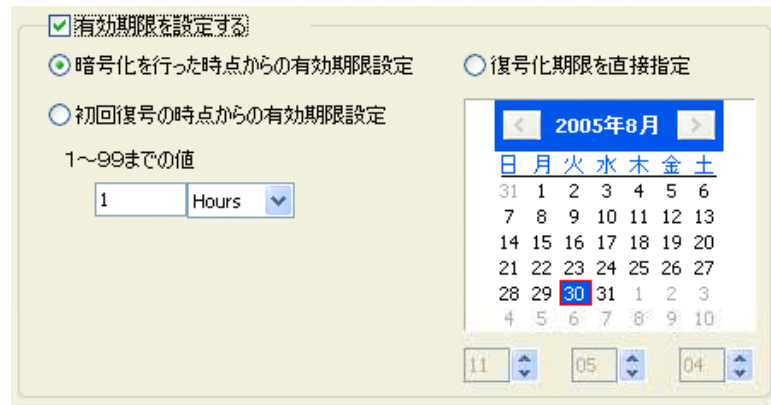 有効期限を設定する
暗号化を行った時点からの有効期限設定
初回復号の時点からの有効期限設定
1～99までの値
1 Hours
復号化期限を直接指定
2005年8月
日 月 火 水 木 金 土
31 1 2 3 4 5 6
7 8 9 10 11 12 13
14 15 16 17 18 19 20
21 22 23 24 25 26 27
28 29 30 31 1 2 3
4 5 6 7 8 9 10
11 05 04